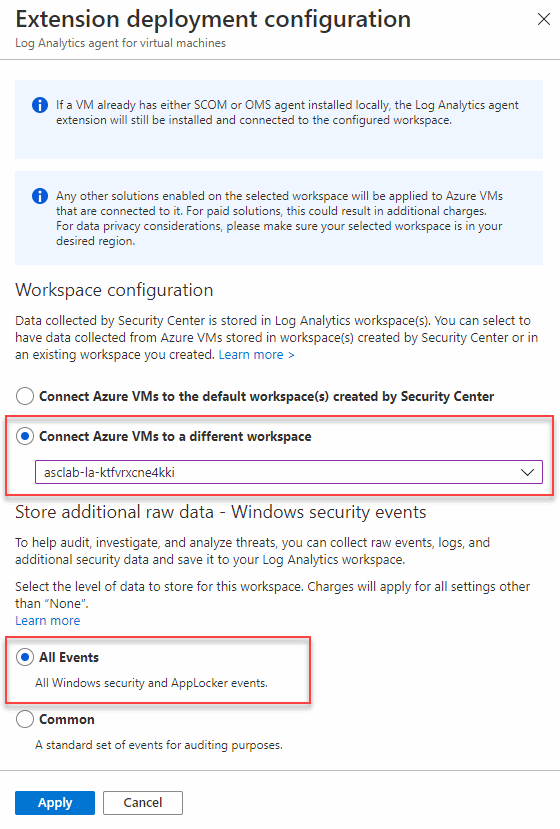 Extension deployment configuration
Log Analytics agent for virtual machines
If a VM already has either SCOM or OMS agent installed locally, the Log Analytics agent
extension will still be installed and connected to the configured workspace.
Any other solutions enabled on the selected workspace will be applied to Azure VMs
that are connected to it. For paid solutions, this could result in additional charges.
For data privacy considerations, please make sure your selected workspace is in your
desired region.
Workspace configuration
Data collected by Security Center is stored in Log Analytics workspace(s). You can select to
have data collected from Azure VMs stored in workspace(s) created by Security Center or in
an existing workspace you created. Learn more >
Connect Azure VMs to the default workspace(s) created by Security Center
Connect Azure VMs to a different workspace
asclab-la-ktfvrxcne4kki
Store additional raw data - Windows security events
To help audit, investigate, and analyze threats, you can collect raw events, logs, and
additional security data and save it to your Log Analytics workspace.
Select the level of data to store for this workspace. Charges will apply for all settings other
than “None”.
Learn more
All Events
All Windows security and AppLocker events.
Common
A standard set of events for auditing purposes.
Apply Cancel